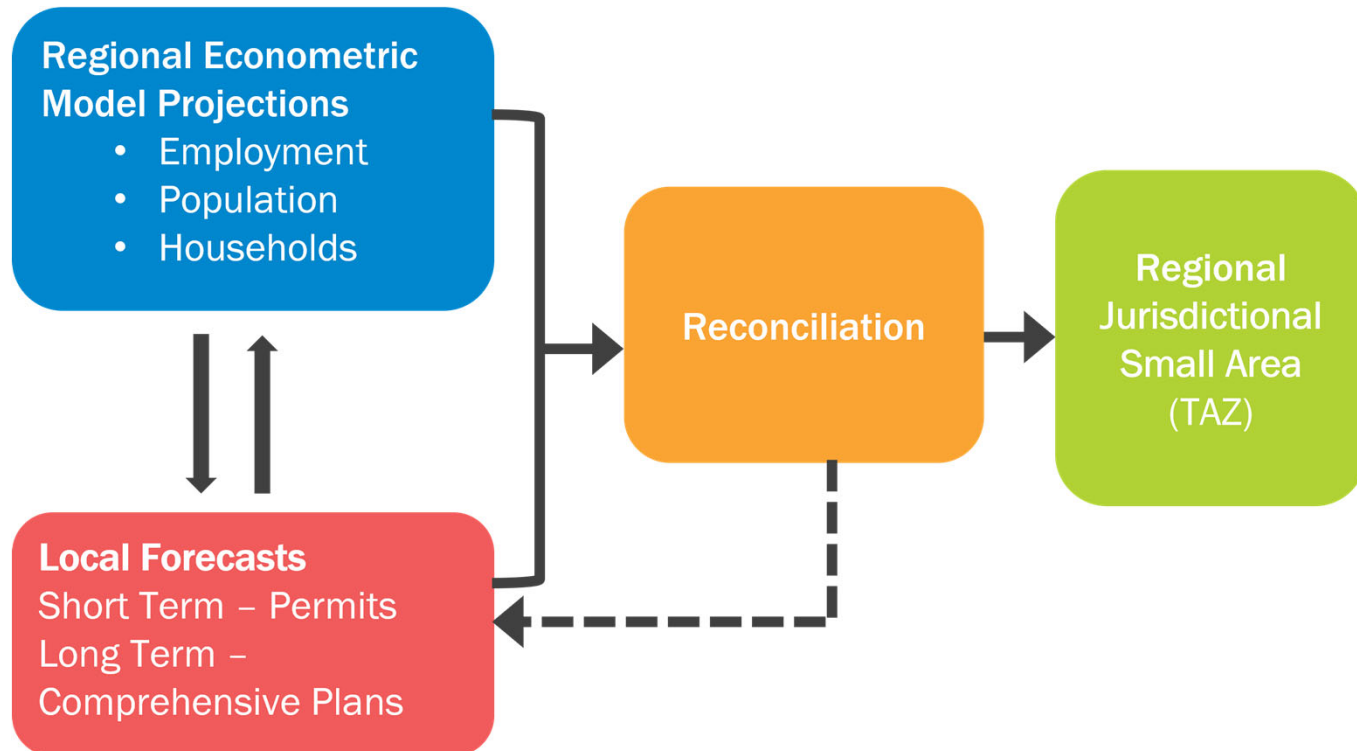 Regional Econometric
Model Projections
• Employment
• Population
• Households
Reconciliation
Regional
Jurisdictional
Small Area
(TAZ)
Local Forecasts
Short Term – Permits
Long Term –
Comprehensive Plans